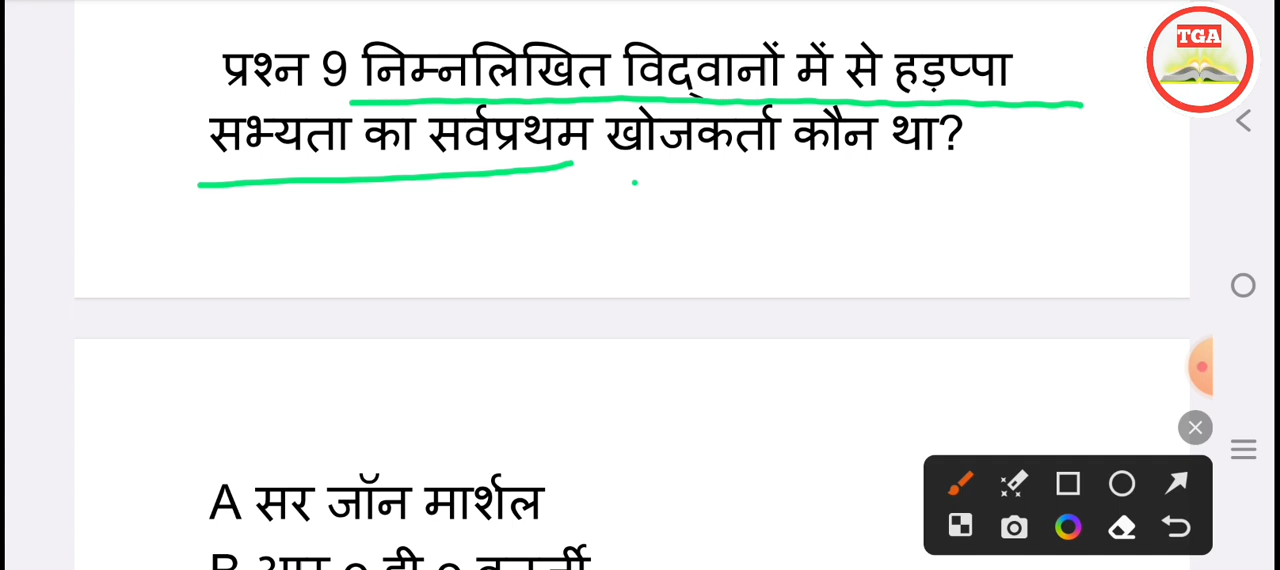 TGA
प्रश्न 9 निम्नलिखित विद्वानों में से हड़प्पा
सभ्यता का सर्वप्रथम खोजकर्ता कौन था?
A सर जॉन मार्शल